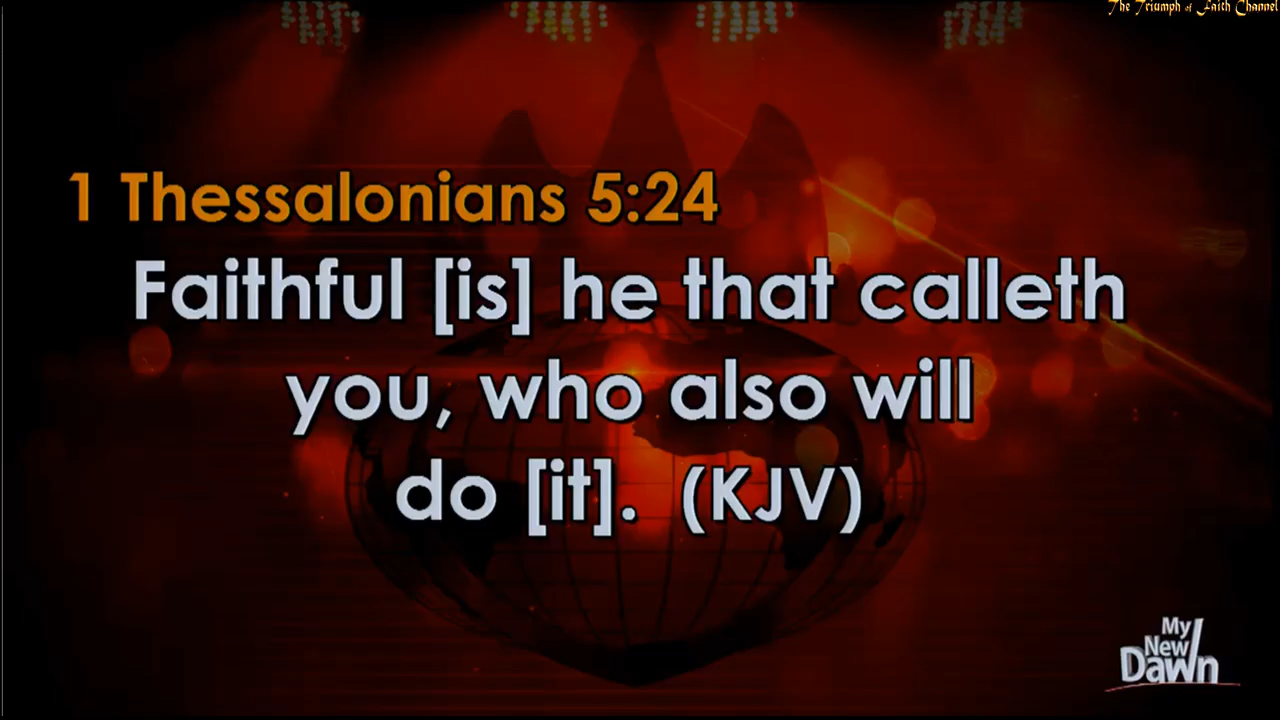 The Triumph of Faith Channel
1 Thessalonians 5:24
Faithful [is] he that calleth
you, who also will
do [it]. (KJV)
My
New
Dawn